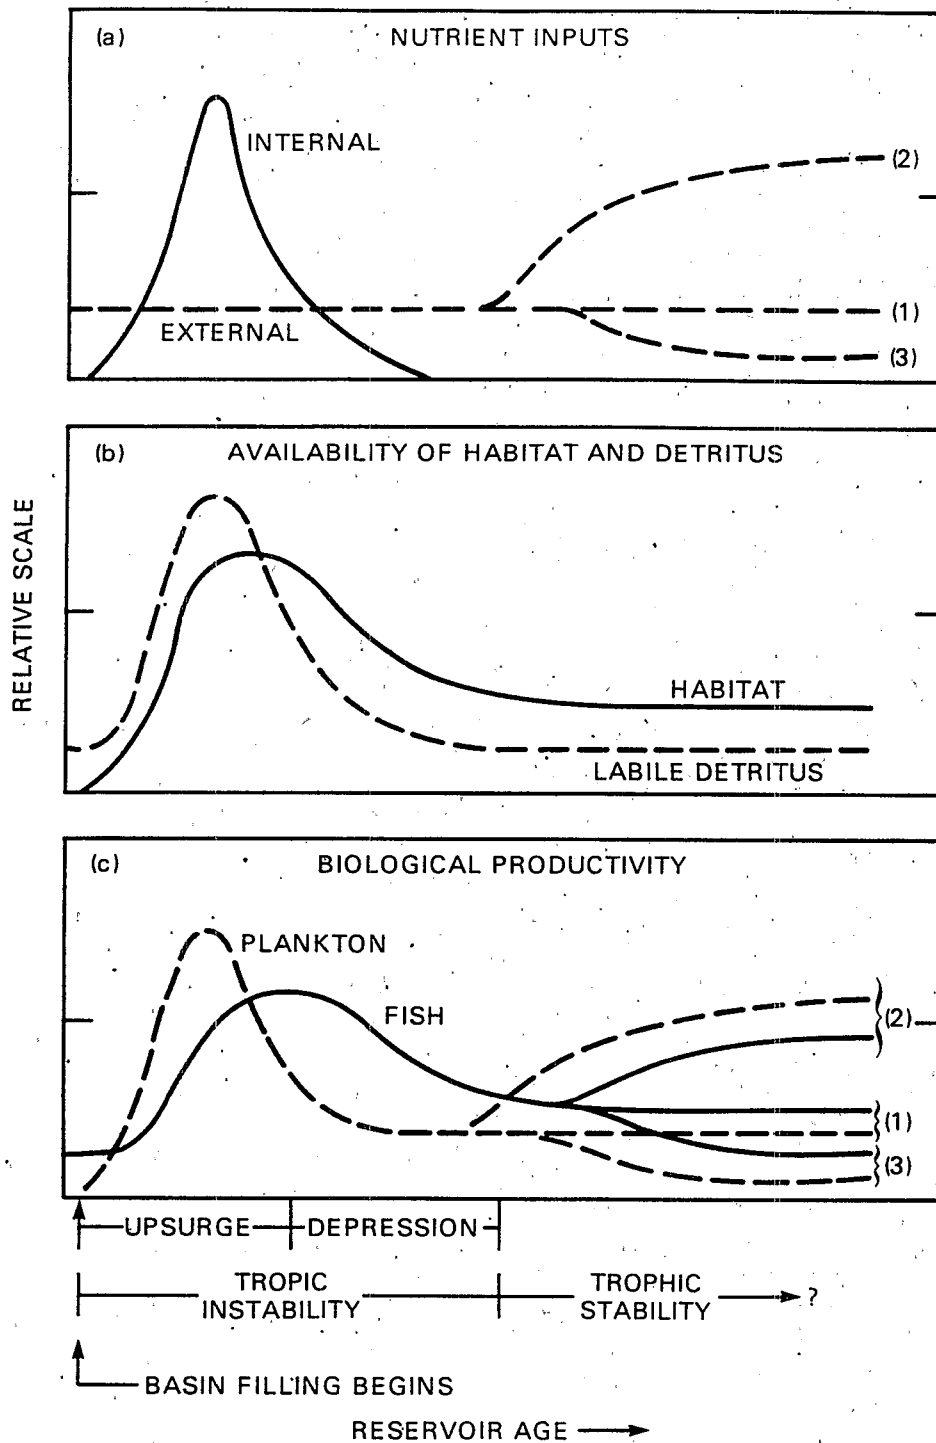 (a) NUTRIENT INPUTS
INTERNAL
(2)
EXTERNAL
(1)
(3)
(b) AVAILABILITY OF HABITAT AND DETRITUS
RELATIVE SCALE
HABITAT
LABILE DETRITUS
(c) BIOLOGICAL PRODUCTIVITY
PLANKTON
FISH
(2)
(1)
(3)
UPSURGE DEPRESSION
TROPIC
INSTABILITY
TROPHIC
STABILITY
?
BASIN FILLING BEGINS
RESERVOIR AGE